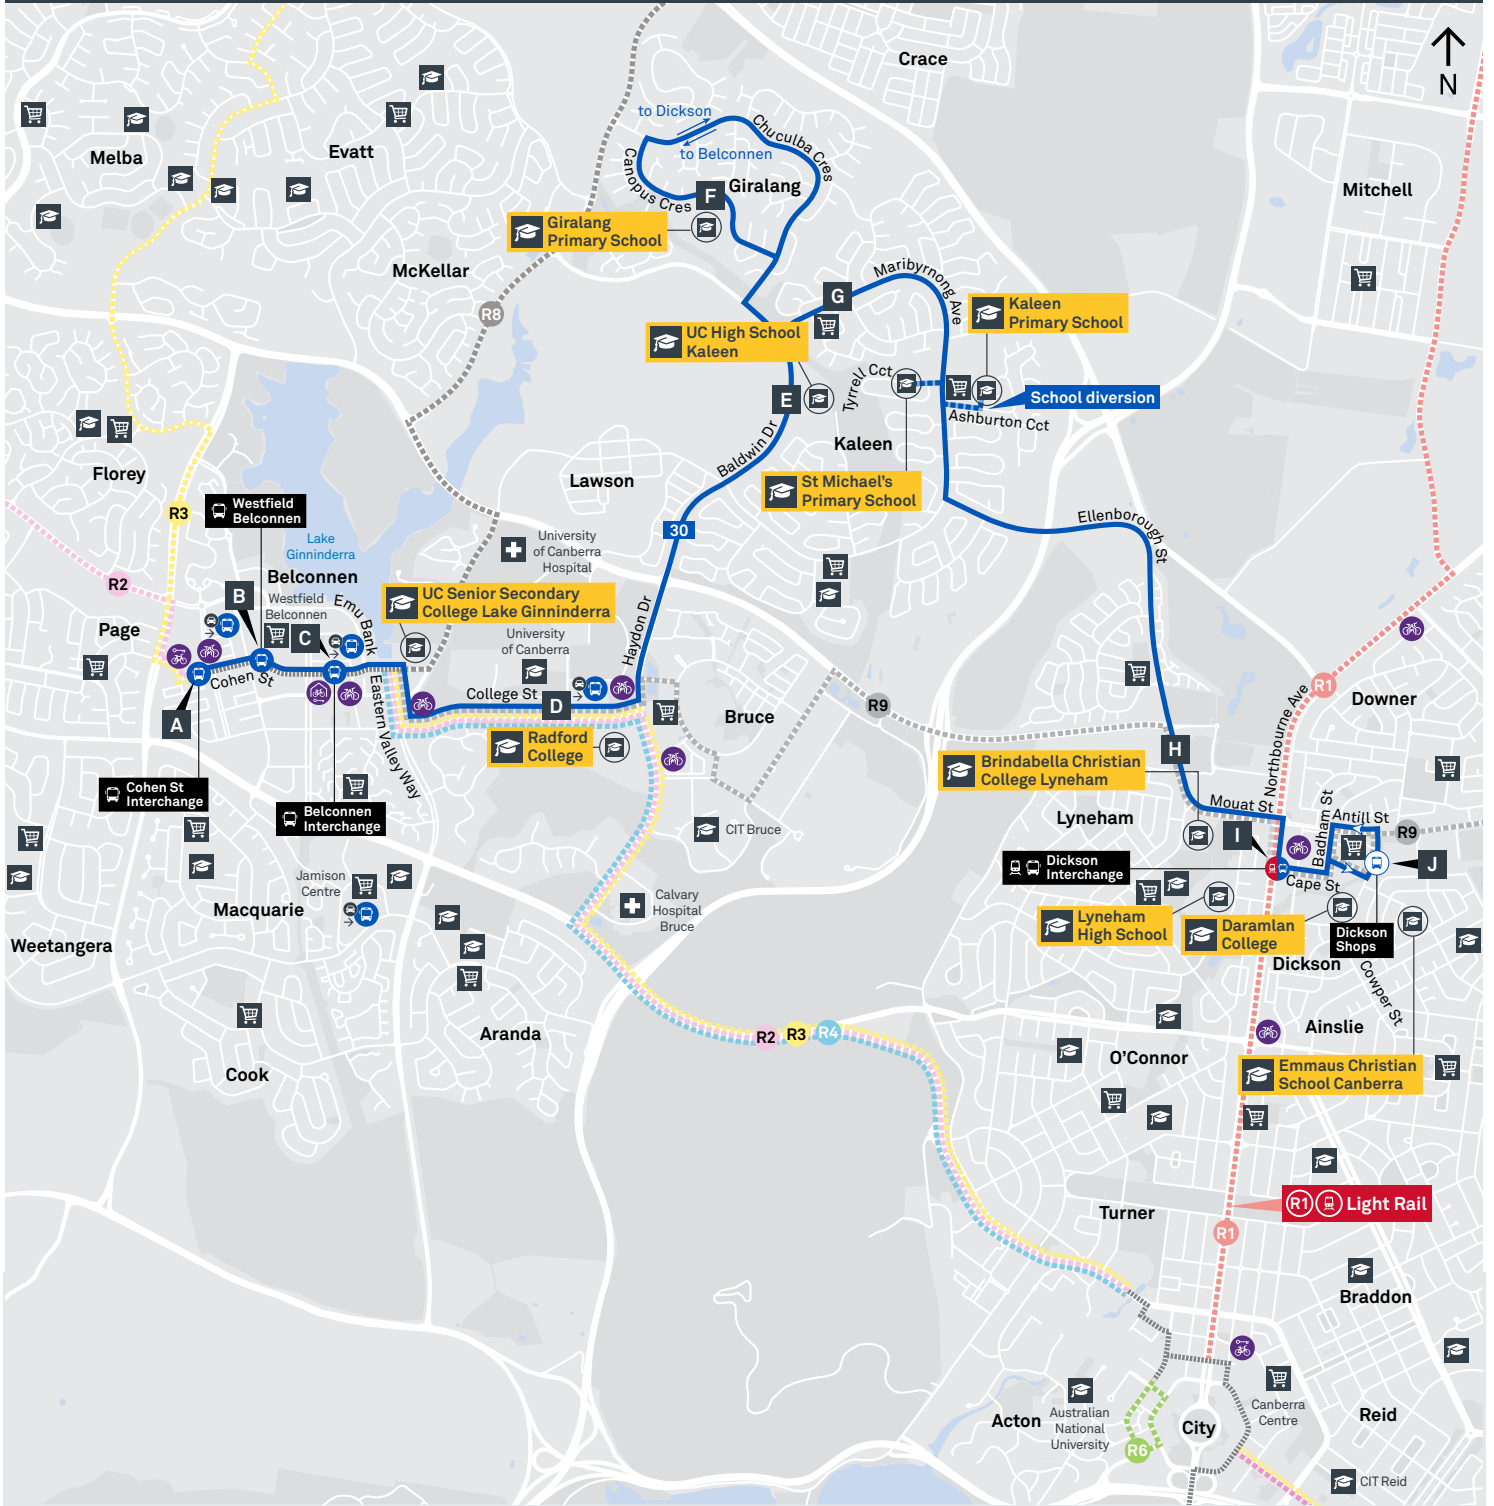 Crace
N
to Dickson
Chuculba Cres
to Belconnen
Melba
Evatt
Canopus Cres
F
Giralang
Mitchell
Giralang
Primary School
McKellar
Maribyrnong Ave
G
Kaleen
Primary School
R8
UC High School
Kaleen
Tyrrell Cct
E
School diversion
Ashburton Cct
Baldwin Dr
Kaleen
Florey
Lawson
St Michael's
Primary School
R3
Westfield
Belconnen
Ellenborough St
30
Lake
Ginninderra
University
of Canberra
Hospital
R2
Belconnen
B
Westfield
Belconnen
Emu Bank
UC Senior Secondary
College Lake Ginninderra
Haydon Dr
Page
C
University
of Canberra
Cohen St
Eastern Valley Way
College St
D
A
Bruce
R9
R1
Downer
Northbourne Ave
Radford
College
H
Brindabella Christian
College Lyneham
Cohen St
Interchange
Belconnen
Interchange
CIT Bruce
Lyneham
Mouat St
Badham St
Antill St
R9
I
Dickson
Interchange
J
Cape St
Jamison
Centre
Macquarie
Calvary
Hospital
Bruce
Lyneham
High School
Daramlan
College
Dickson
Shops
Weetangera
Dickson
Cowper St
Aranda
R2
R3
R4
Ainslie
O'Connor
Cook
Emmaus Christian
School Canberra
Turner
R1
Light Rail
R1
Braddon
Acton
Australian
National
University
R6
City
Canberra
Centre
Reid
CIT Reid